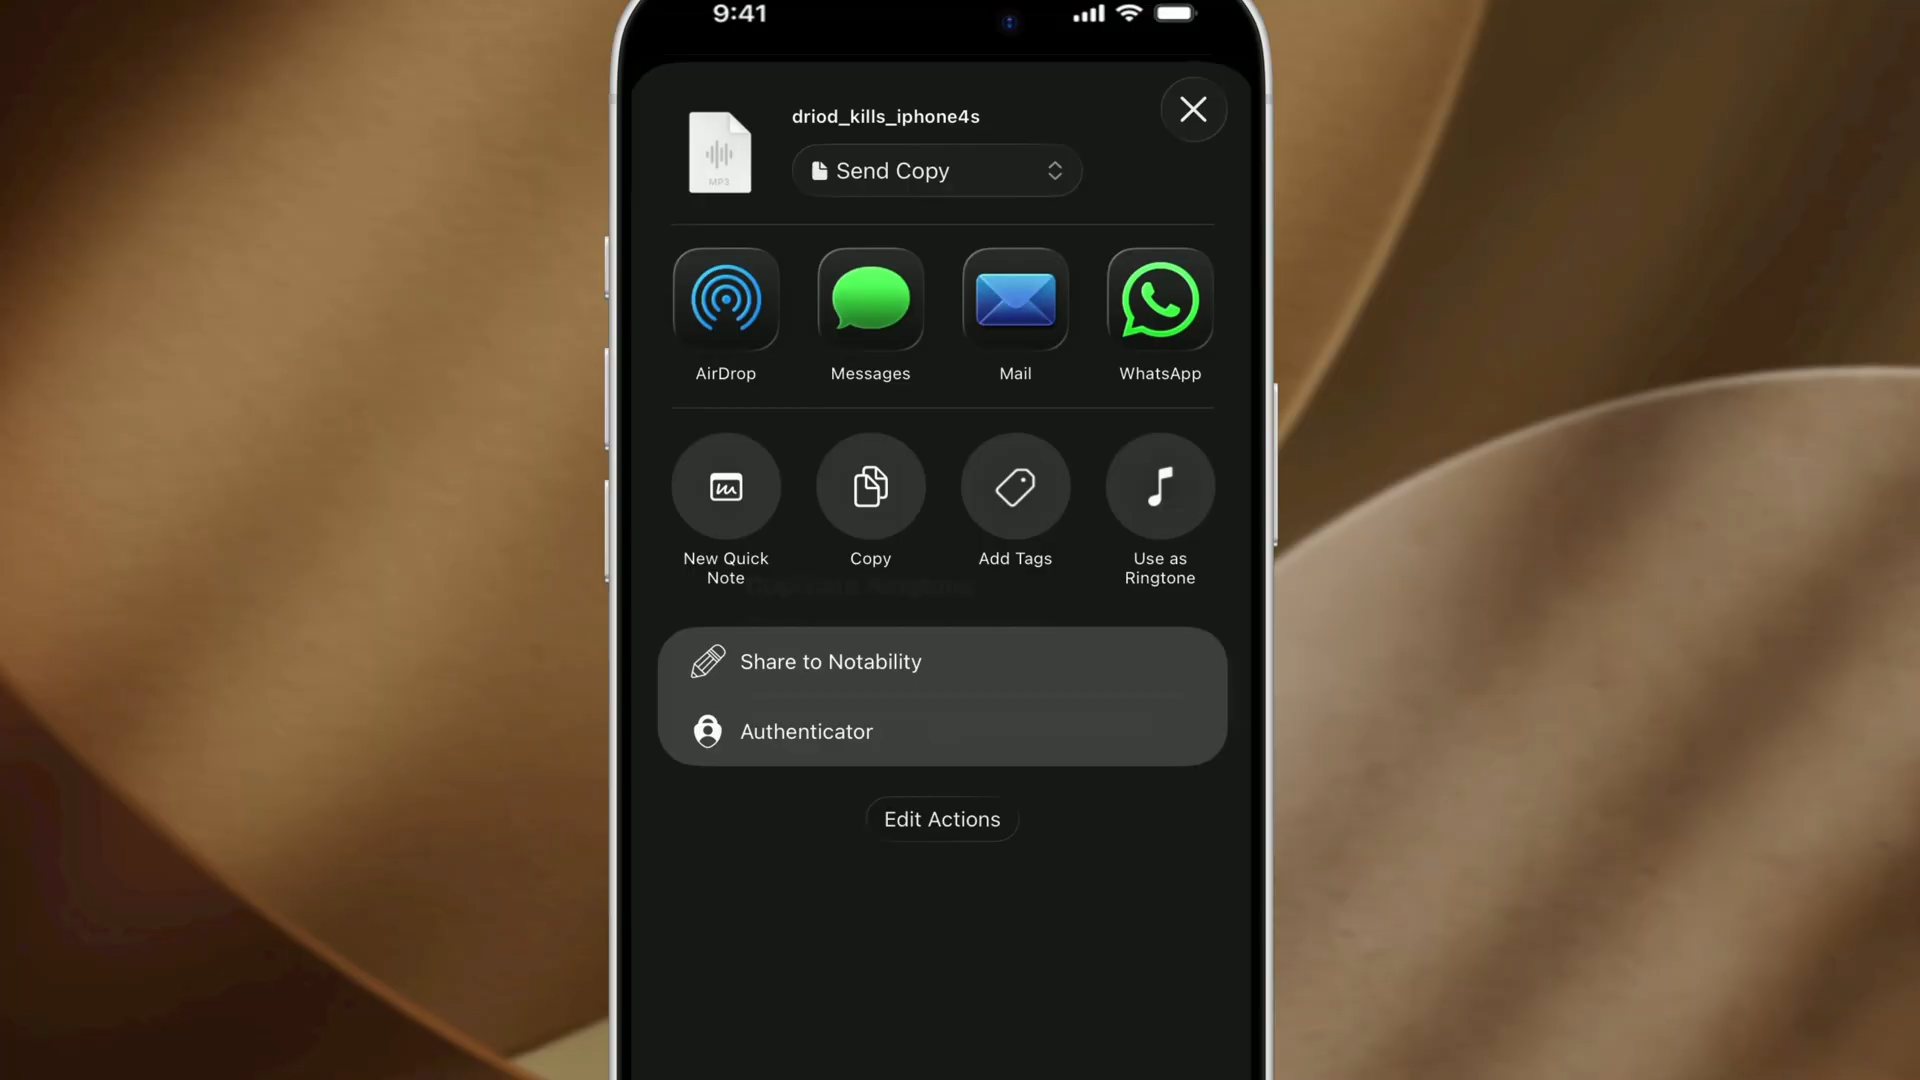 9:41
driod_kills_iphone4s
MP3
Send Copy
AirDrop
Messages
Mail
WhatsApp
New Quick
Note
Copy
Add Tags
Use as
Ringtone
Share to Notability
Authenticator
Edit Actions